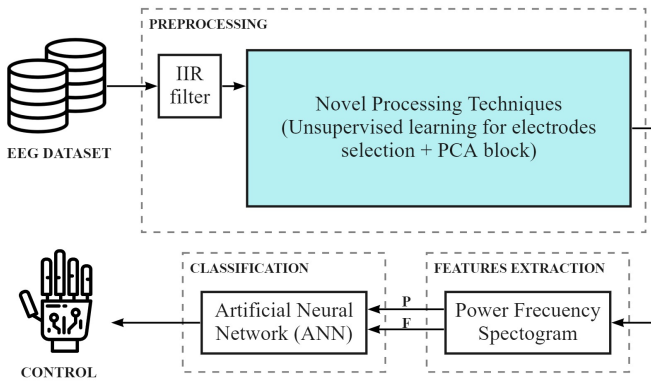 PREPROCESSING
IIR
filter
Novel Processing Techniques
(Unsupervised learning for electrodes
selection + PCA block)
EEG DATASET
CLASSIFICATION
FEATURES EXTRACTION
Artificial Neural
Network (ANN)
P
F
Power Frecuency
Spectogram
CONTROL